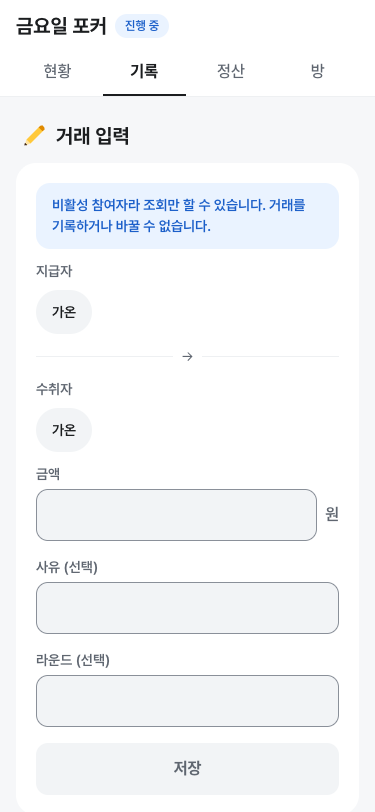 금요일 포커 진행 중
현황 기록 정산 방
거래 입력
비활성 참여자라 조회만 할 수 있습니다. 거래를
기록하거나 바꿀 수 없습니다.
지급자
가온
→
수취자
가온
금액
원
사유 (선택)
라운드 (선택)
저장